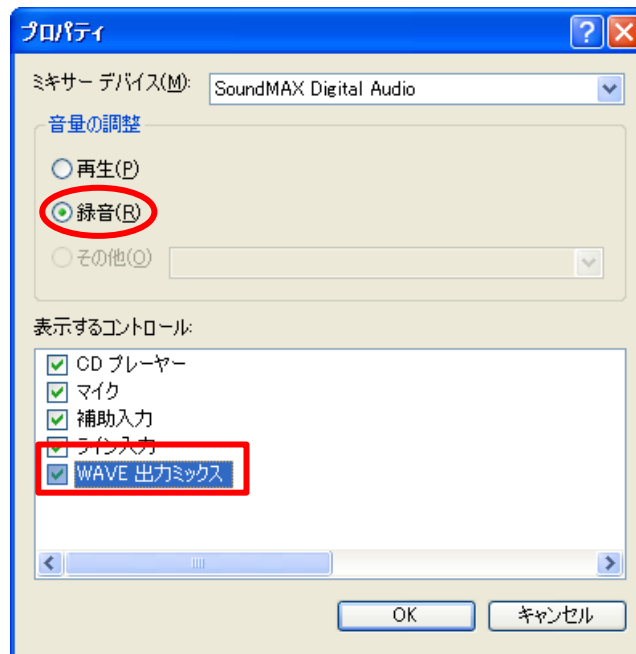 プロパティ
ミキサー デバイス(M): SoundMAX Digital Audio
音量の調整
再生(P)
録音(R)
その他(O)
表示するコントロール:
CD プレーヤー
マイク
補助入力
ライン入力
WAVE 出力ミックス
OK キャンセル